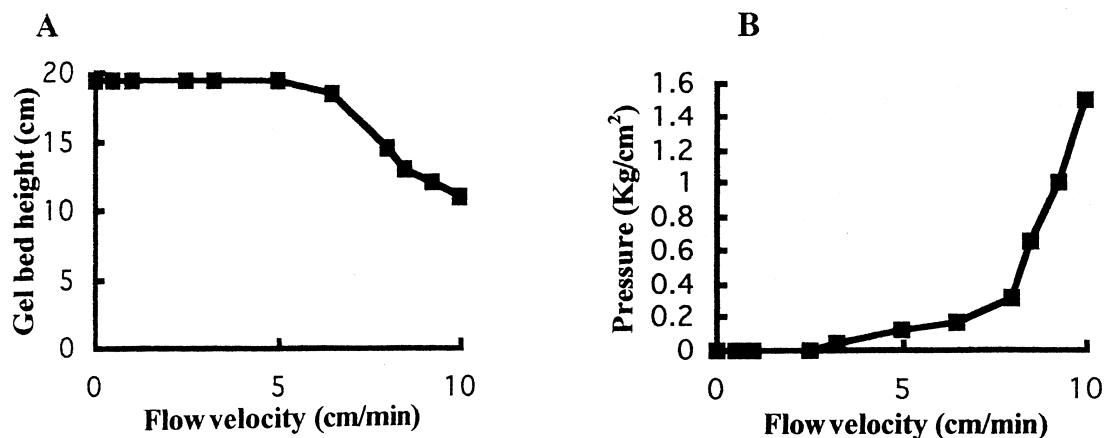 A
Gel bed height (cm)
20
15
10
5
0
0 5 10
Flow velocity (cm/min)
B
Pressure (Kg/cm²)
1.6
1.4
1.2
1
0.8
0.6
0.4
0.2
0
0 5 10
Flow velocity (cm/min)